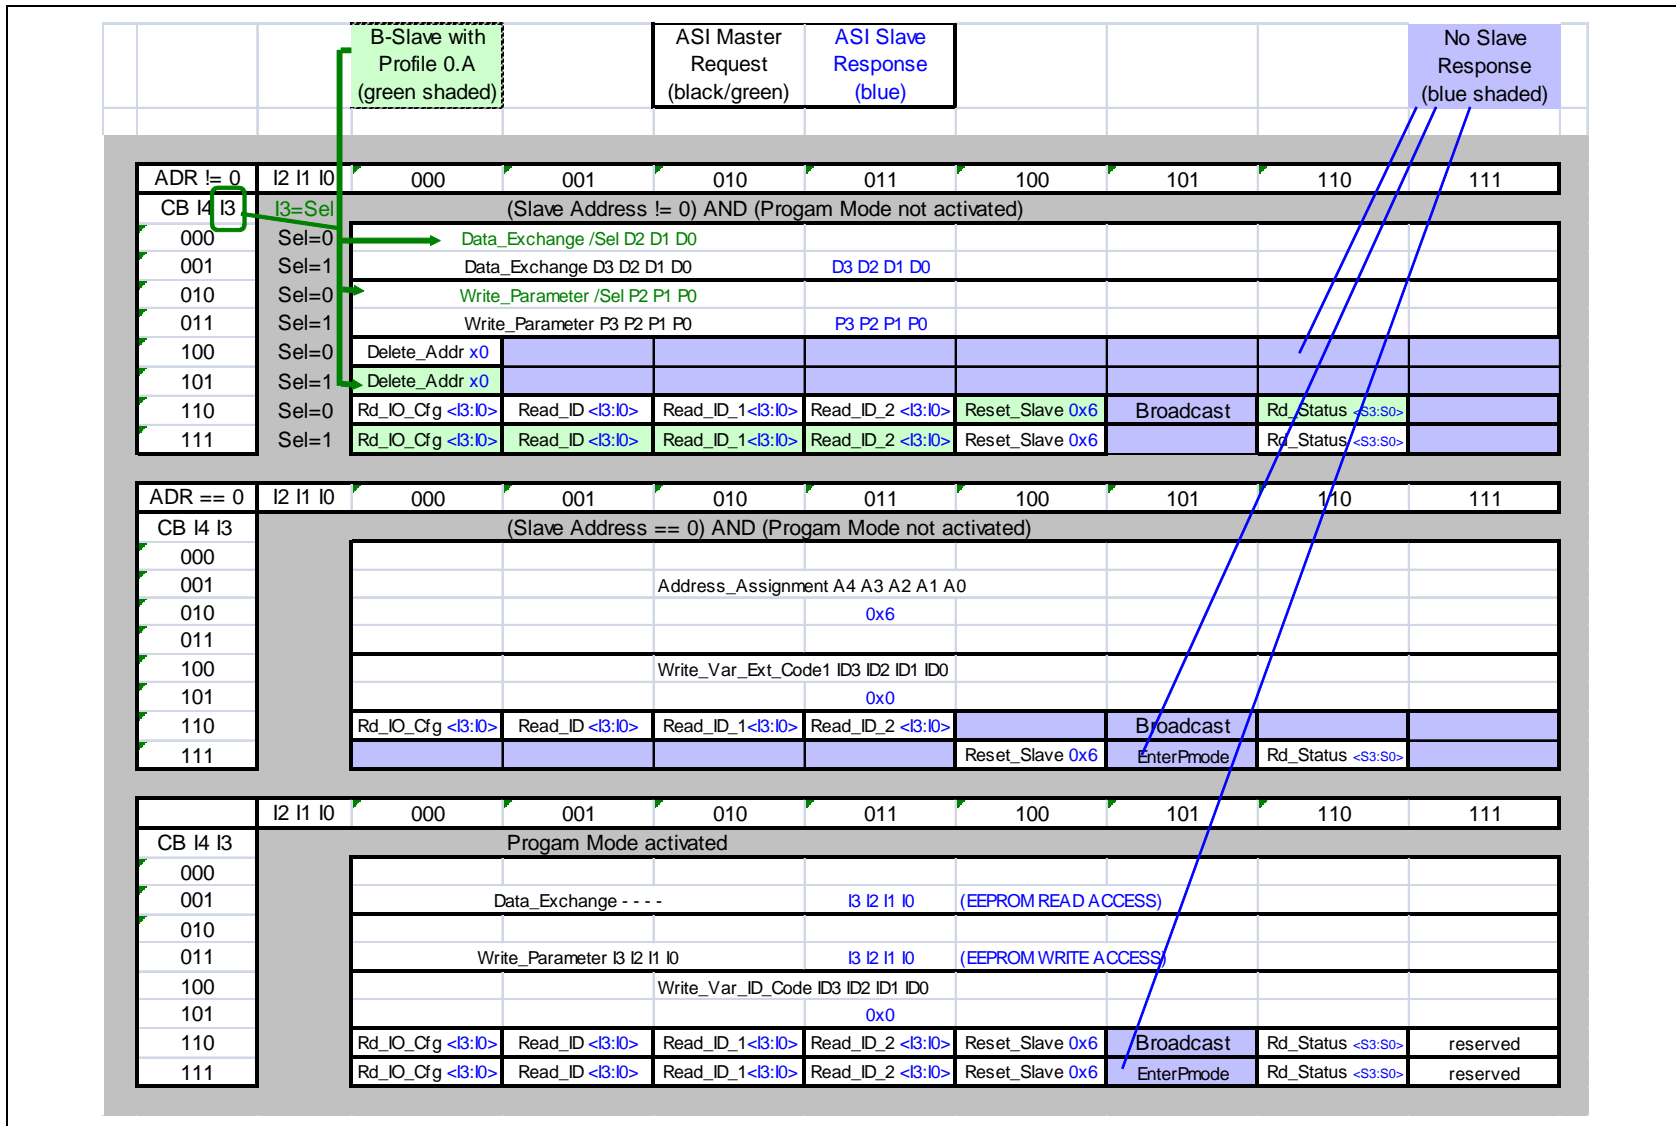 B-Slave with Profile 0.A (green shaded)
ASI Master Request (black/green)
ASI Slave Response (blue)
No Slave Response (blue shaded)
ADR != 0 I2 I1 I0 000 001 010 011 100 101 110 111
CB I4 I3 I3=Sel (Slave Address != 0) AND (Progam Mode not activated)
000 Sel=0 Data_Exchange /Sel D2 D1 D0
001 Sel=1 Data_Exchange D3 D2 D1 D0 D3 D2 D1 D0
010 Sel=0 Write_Parameter /Sel P2 P1 P0
011 Sel=1 Write_Parameter P3 P2 P1 P0 P3 P2 P1 P0
100 Sel=0 Delete_Addr x0
101 Sel=1 Delete_Addr x0
110 Sel=0 Rd_IO_Cfg <I3:I0> Read_ID <I3:I0> Read_ID_1<I3:I0> Read_ID_2 <I3:I0> Reset_Slave 0x6 Broadcast Rd_Status <S3:S0>
111 Sel=1 Rd_IO_Cfg <I3:I0> Read_ID <I3:I0> Read_ID_1<I3:I0> Read_ID_2 <I3:I0> Reset_Slave 0x6 Rd_Status <S3:S0>
ADR == 0 I2 I1 I0 000 001 010 011 100 101 110 111
CB I4 I3 (Slave Address == 0) AND (Progam Mode not activated)
000
001 Address_Assignment A4 A3 A2 A1 A0
010 0x6
011
100 Write_Var_Ext_Code1 ID3 ID2 ID1 ID0
101 0x0
110 Rd_IO_Cfg <I3:I0> Read_ID <I3:I0> Read_ID_1<I3:I0> Read_ID_2 <I3:I0> Broadcast
111 Reset_Slave 0x6 EnterPmode Rd_Status <S3:S0>
I2 I1 I0 000 001 010 011 100 101 110 111
CB I4 I3 Progam Mode activated
000
001 Data_Exchange - - - - I3 I2 I1 I0 (EEPROM READ ACCESS)
010
011 Write_Parameter I3 I2 I1 I0 I3 I2 I1 I0 (EEPROM WRITE ACCESS)
100 Write_Var_ID_Code ID3 ID2 ID1 ID0
101 0x0
110 Rd_IO_Cfg <I3:I0> Read_ID <I3:I0> Read_ID_1<I3:I0> Read_ID_2 <I3:I0> Reset_Slave 0x6 Broadcast Rd_Status <S3:S0> reserved
111 Rd_IO_Cfg <I3:I0> Read_ID <I3:I0> Read_ID_1<I3:I0> Read_ID_2 <I3:I0> Reset_Slave 0x6 EnterPmode Rd_Status <S3:S0> reserved